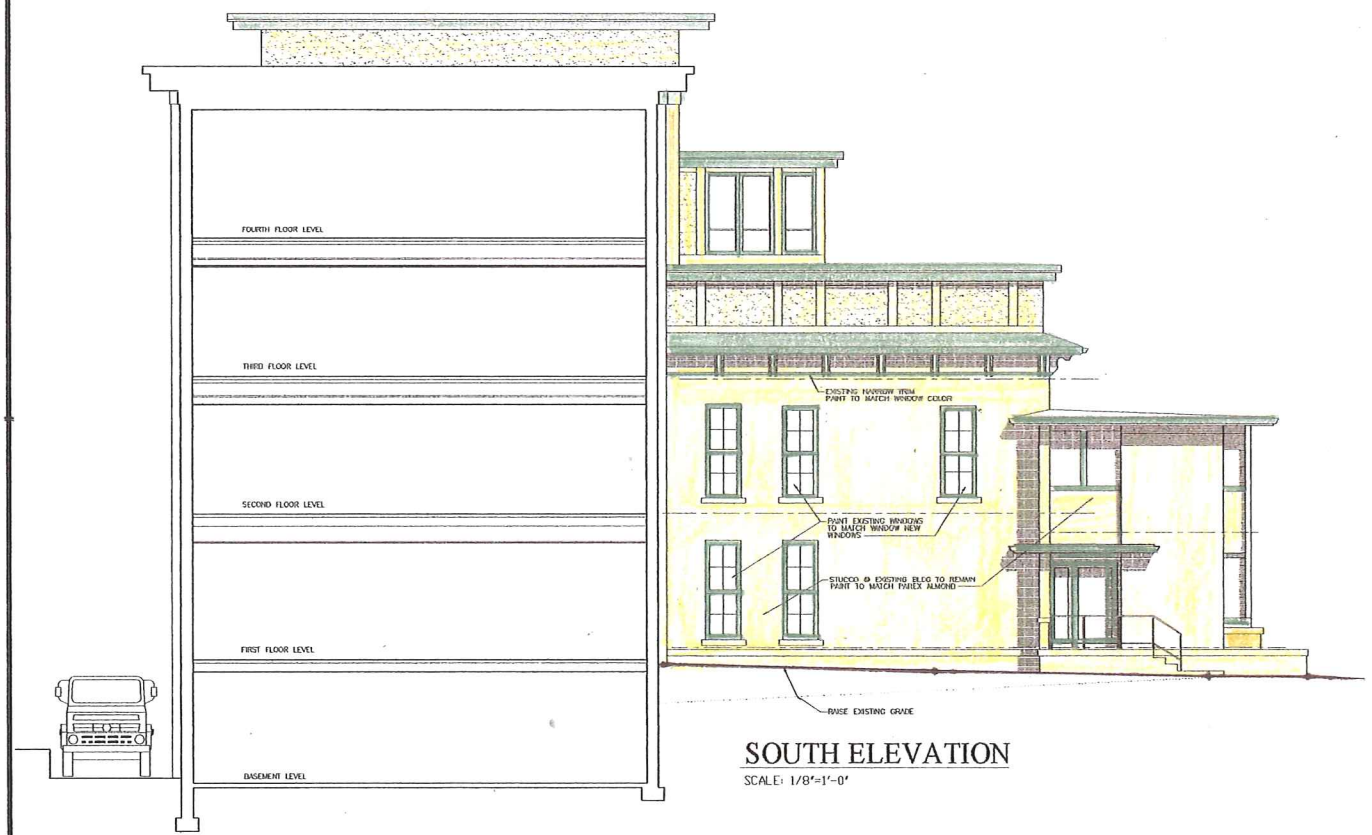 FOURTH FLOOR LEVEL
THIRD FLOOR LEVEL
EXISTING NARROW TRIM
PAINT TO MATCH WINDOW COLOR
SECOND FLOOR LEVEL
PAINT EXISTING WINDOWS
TO MATCH WINDOW NEW
WINDOWS
STUCCO @ EXISTING BLDG TO REMAIN
PAINT TO MATCH PAREX ALMOND
FIRST FLOOR LEVEL
RAISE EXISTING GRADE
SOUTH ELEVATION
SCALE: 1/8"=1'-0"
BASEMENT LEVEL